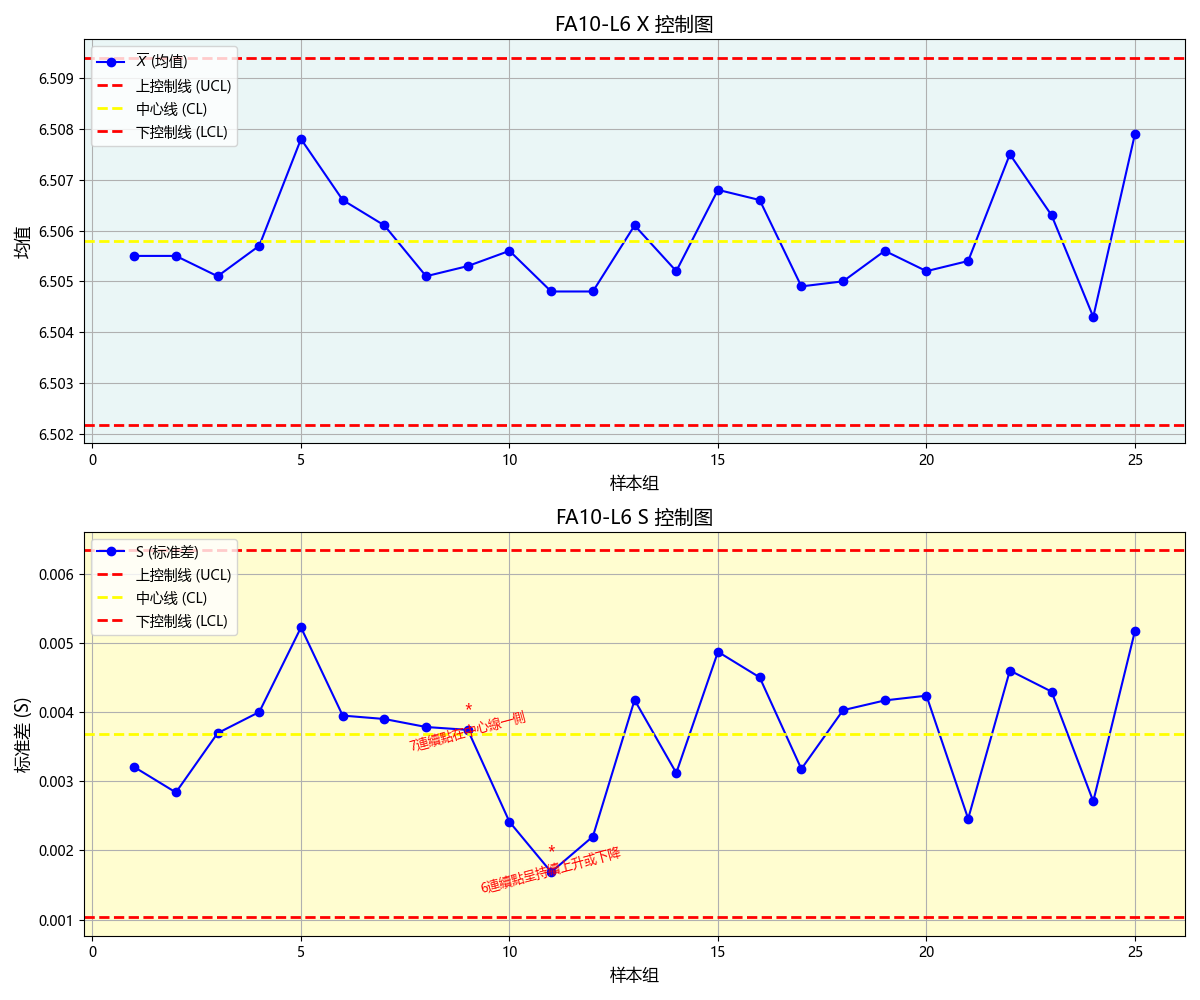 FA10-L6 X 控制图
X (均值)
上控制线 (UCL)
中心线 (CL)
下控制线 (LCL)
均值
6.509
6.508
6.507
6.506
6.505
6.504
6.503
6.502
0 5 10 15 20 25
样本组
FA10-L6 S 控制图
S (标准差)
上控制线 (UCL)
中心线 (CL)
下控制线 (LCL)
标准差 (S)
0.006
0.005
0.004
0.003
0.002
0.001
*
7連續點在中心線一側
*
6連續點呈持續上升或下降
0 5 10 15 20 25
样本组